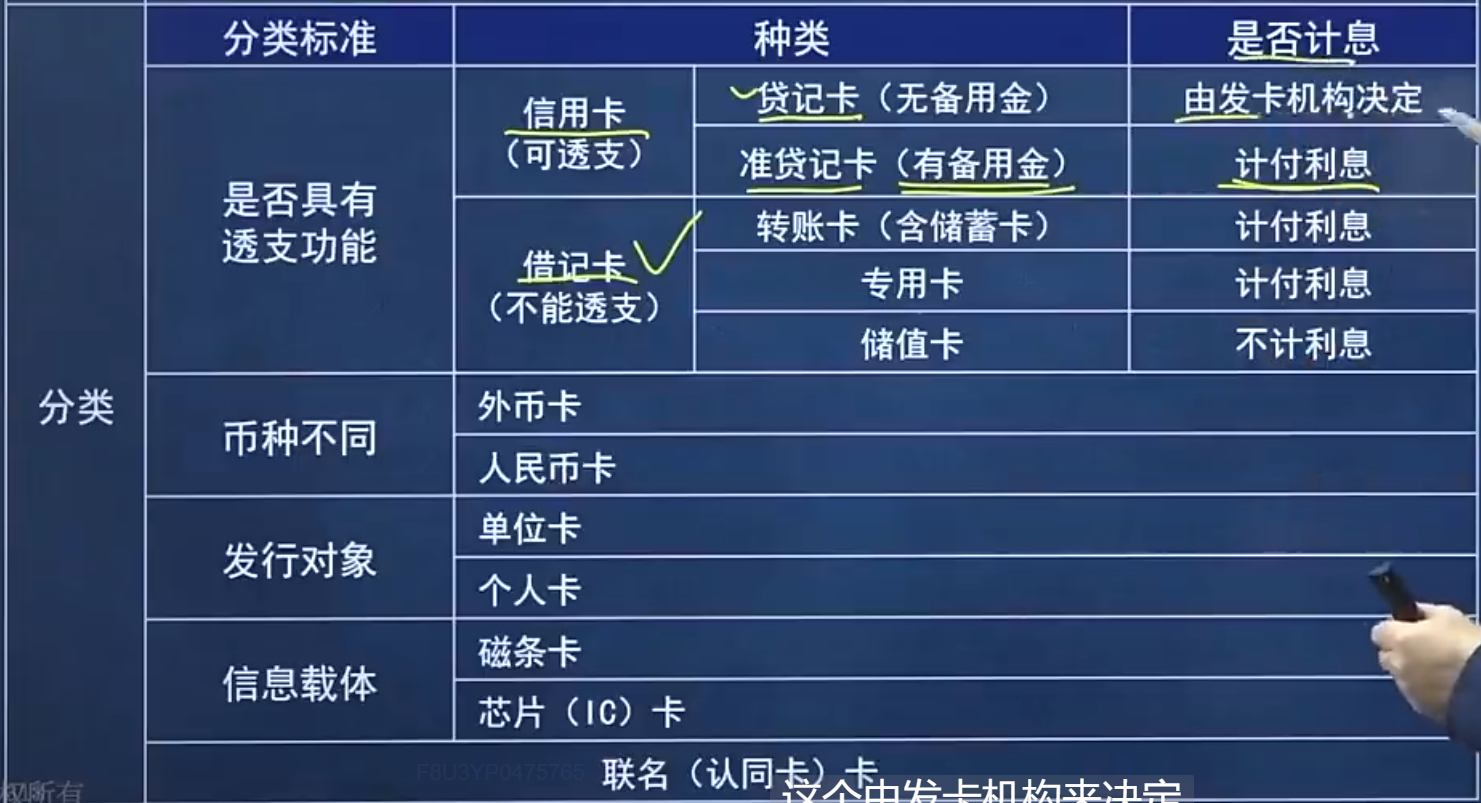 分类标准
种类
是否计息
分类
是否具有
透支功能
信用卡
（可透支）
贷记卡（无备用金）
由发卡机构决定
准贷记卡（有备用金）
计付利息
借记卡
（不能透支）
转账卡（含储蓄卡）
计付利息
专用卡
计付利息
储值卡
不计利息
币种不同
外币卡
人民币卡
发行对象
单位卡
个人卡
信息载体
磁条卡
芯片（IC）卡
联名（认同卡）卡
F8U3YP0475765
权所有
这个由发卡机构来决定